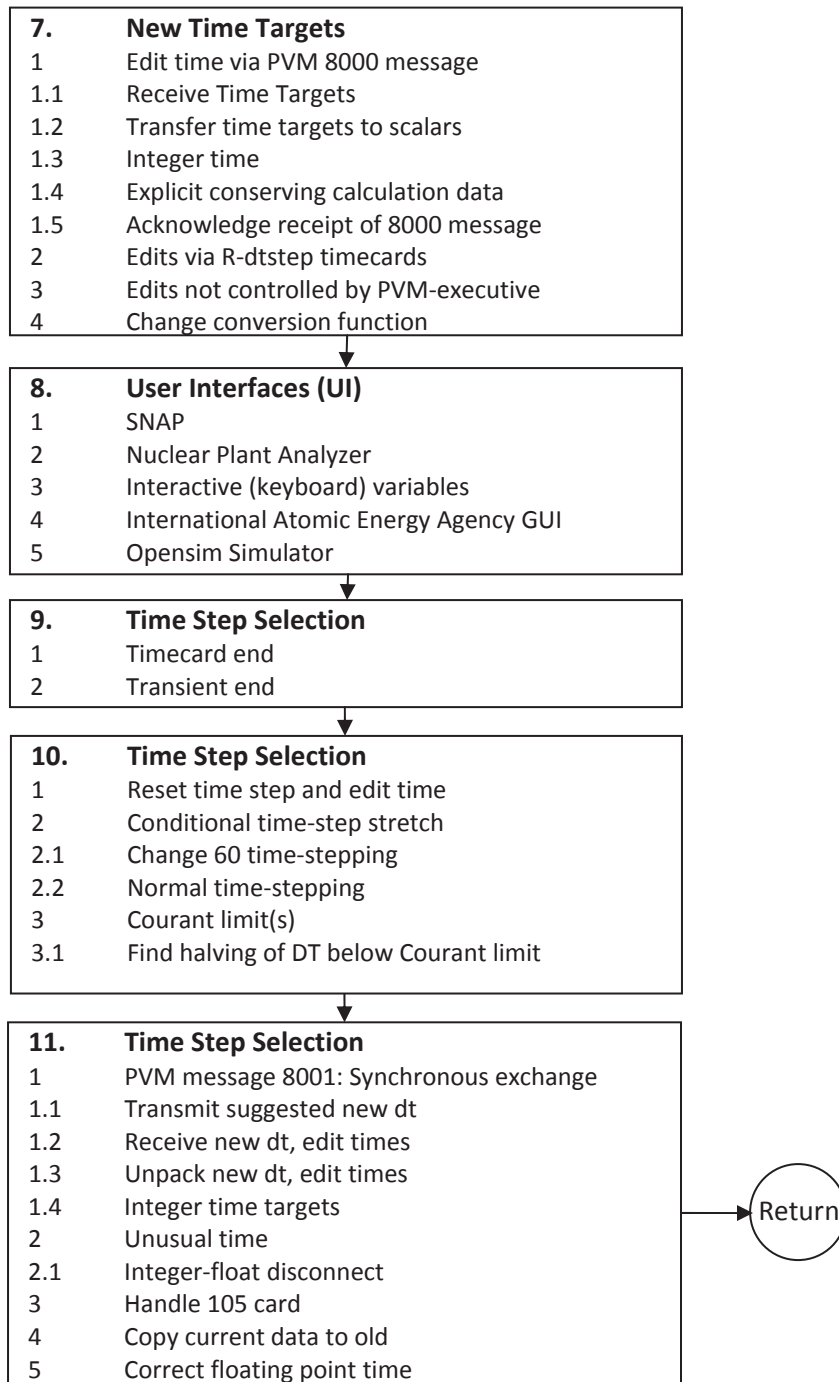 7. New Time Targets
1 Edit time via PVM 8000 message
1.1 Receive Time Targets
1.2 Transfer time targets to scalars
1.3 Integer time
1.4 Explicit conserving calculation data
1.5 Acknowledge receipt of 8000 message
2 Edits via R-dtstep timecards
3 Edits not controlled by PVM-executive
4 Change conversion function
8. User Interfaces (UI)
1 SNAP
2 Nuclear Plant Analyzer
3 Interactive (keyboard) variables
4 International Atomic Energy Agency GUI
5 Opensim Simulator
9. Time Step Selection
1 Timecard end
2 Transient end
10. Time Step Selection
1 Reset time step and edit time
2 Conditional time-step stretch
2.1 Change 60 time-stepping
2.2 Normal time-stepping
3 Courant limit(s)
3.1 Find halving of DT below Courant limit
11. Time Step Selection
1 PVM message 8001: Synchronous exchange
1.1 Transmit suggested new dt
1.2 Receive new dt, edit times
1.3 Unpack new dt, edit times
1.4 Integer time targets
2 Unusual time
2.1 Integer-float disconnect
3 Handle 105 card
4 Copy current data to old
5 Correct floating point time
Return